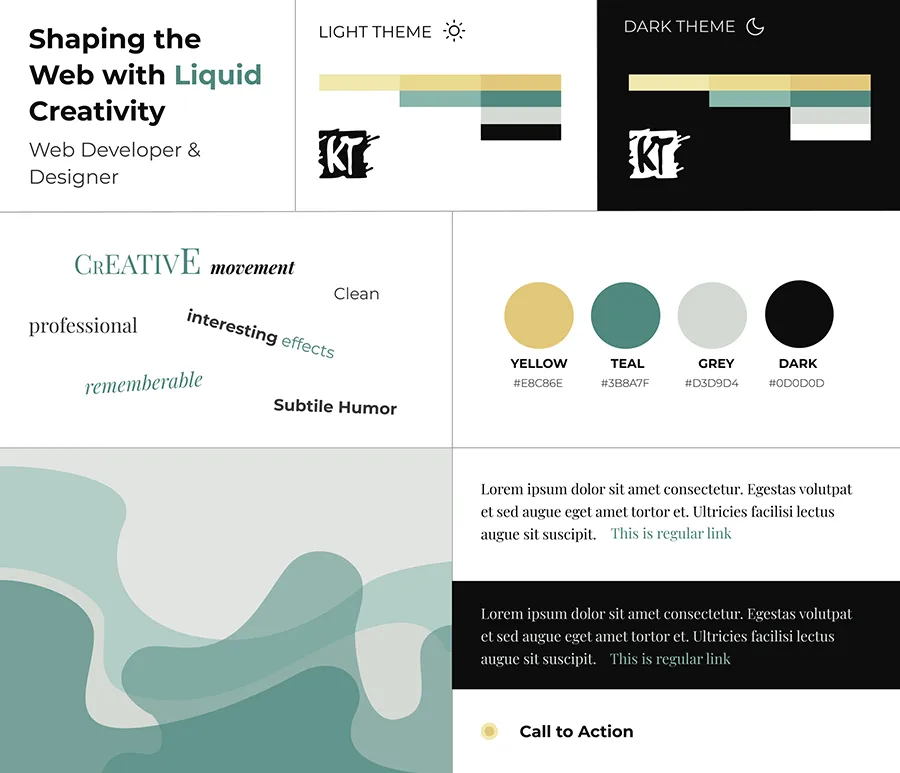 Shaping the
Web with Liquid
Creativity
Web Developer &
Designer
LIGHT THEME
KT
DARK THEME
KT
CrEATIVE movement
Clean
professional
interesting effects
rememberable
Subtile Humor
YELLOW
#E8C86E
TEAL
#3B8A7F
GREY
#D3D9D4
DARK
#0D0D0D
Lorem ipsum dolor sit amet consectetur. Egestas volutpat
et sed augue eget amet tortor et. Ultricies facilisi lectus
augue sit suscipit. This is regular link
Lorem ipsum dolor sit amet consectetur. Egestas volutpat
et sed augue eget amet tortor et. Ultricies facilisi lectus
augue sit suscipit. This is regular link
Call to Action